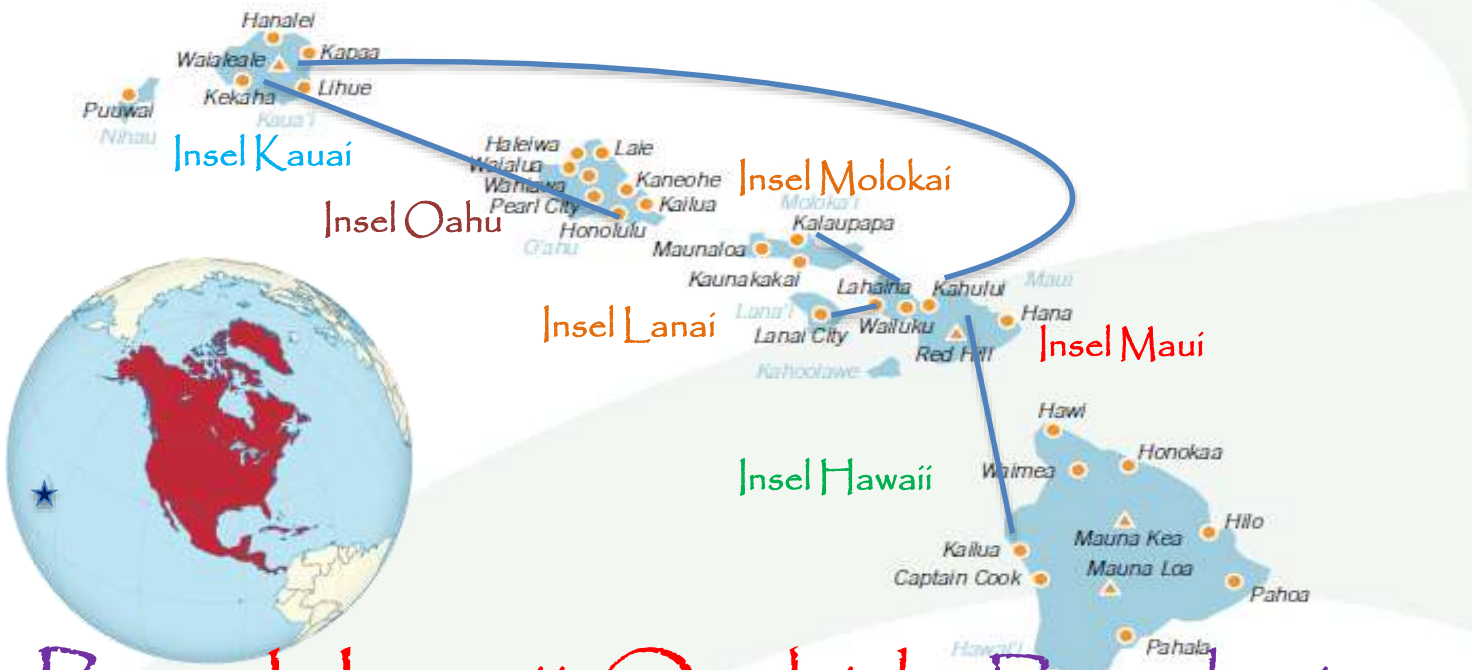 Hanalei
Waialeale
Kapaa
Kekaha
Lihue
Puuwai
Nihau
Kaua'i
Insel Kauai
Haleiwa
Laie
Waialua
Wahiawa
Kaneohe
Pearl City
Kailua
Honolulu
O'ahu
Insel Oahu
Insel Molokai
Moloka'i
Kalaupapa
Maunaloa
Kaunakakai
Lahaina
Kahului
Maui
Lana'i
Insel Lanai
Lanai City
Wailuku
Hana
Red Hill
Insel Maui
Kahoolawe
Hawi
Honokaa
Waimea
Insel Hawaii
Hilo
Mauna Kea
Kailua
Mauna Loa
Captain Cook
Pahoa
Pahala
Hawai'i